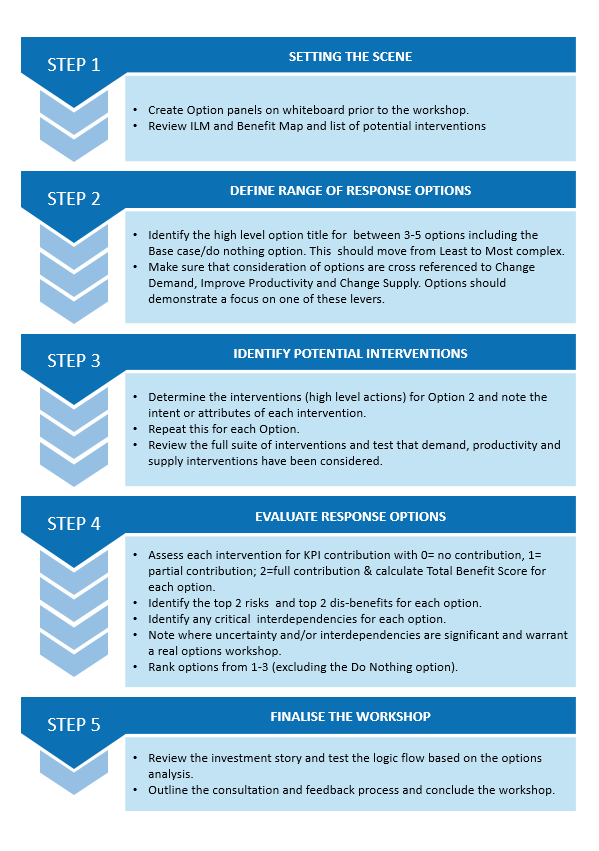 STEP 1
SETTING THE SCENE
• Create Option panels on whiteboard prior to the workshop.
• Review ILM and Benefit Map and list of potential interventions
STEP 2
DEFINE RANGE OF RESPONSE OPTIONS
• Identify the high level option title for  between 3-5 options including the
Base case/do nothing option. This  should move from Least to Most complex.
• Make sure that consideration of options are cross referenced to Change
Demand, Improve Productivity and Change Supply. Options should
demonstrate a focus on one of these levers.
STEP 3
IDENTIFY POTENTIAL INTERVENTIONS
• Determine the interventions (high level actions) for Option 2 and note the
intent or attributes of each intervention.
• Repeat this for each Option.
• Review the full suite of interventions and test that demand, productivity and
supply interventions have been considered.
STEP 4
EVALUATE RESPONSE OPTIONS
• Assess each intervention for KPI contribution with 0= no contribution, 1=
partial contribution; 2=full contribution & calculate Total Benefit Score for
each option.
• Identify the top 2 risks  and top 2 dis-benefits for each option.
• Identify any critical  interdependencies for each option.
• Note where uncertainty and/or interdependencies are significant and warrant
a real options workshop.
• Rank options from 1-3 (excluding the Do Nothing option).
STEP 5
FINALISE THE WORKSHOP
• Review the investment story and test the logic flow based on the options
analysis.
• Outline the consultation and feedback process and conclude the workshop.